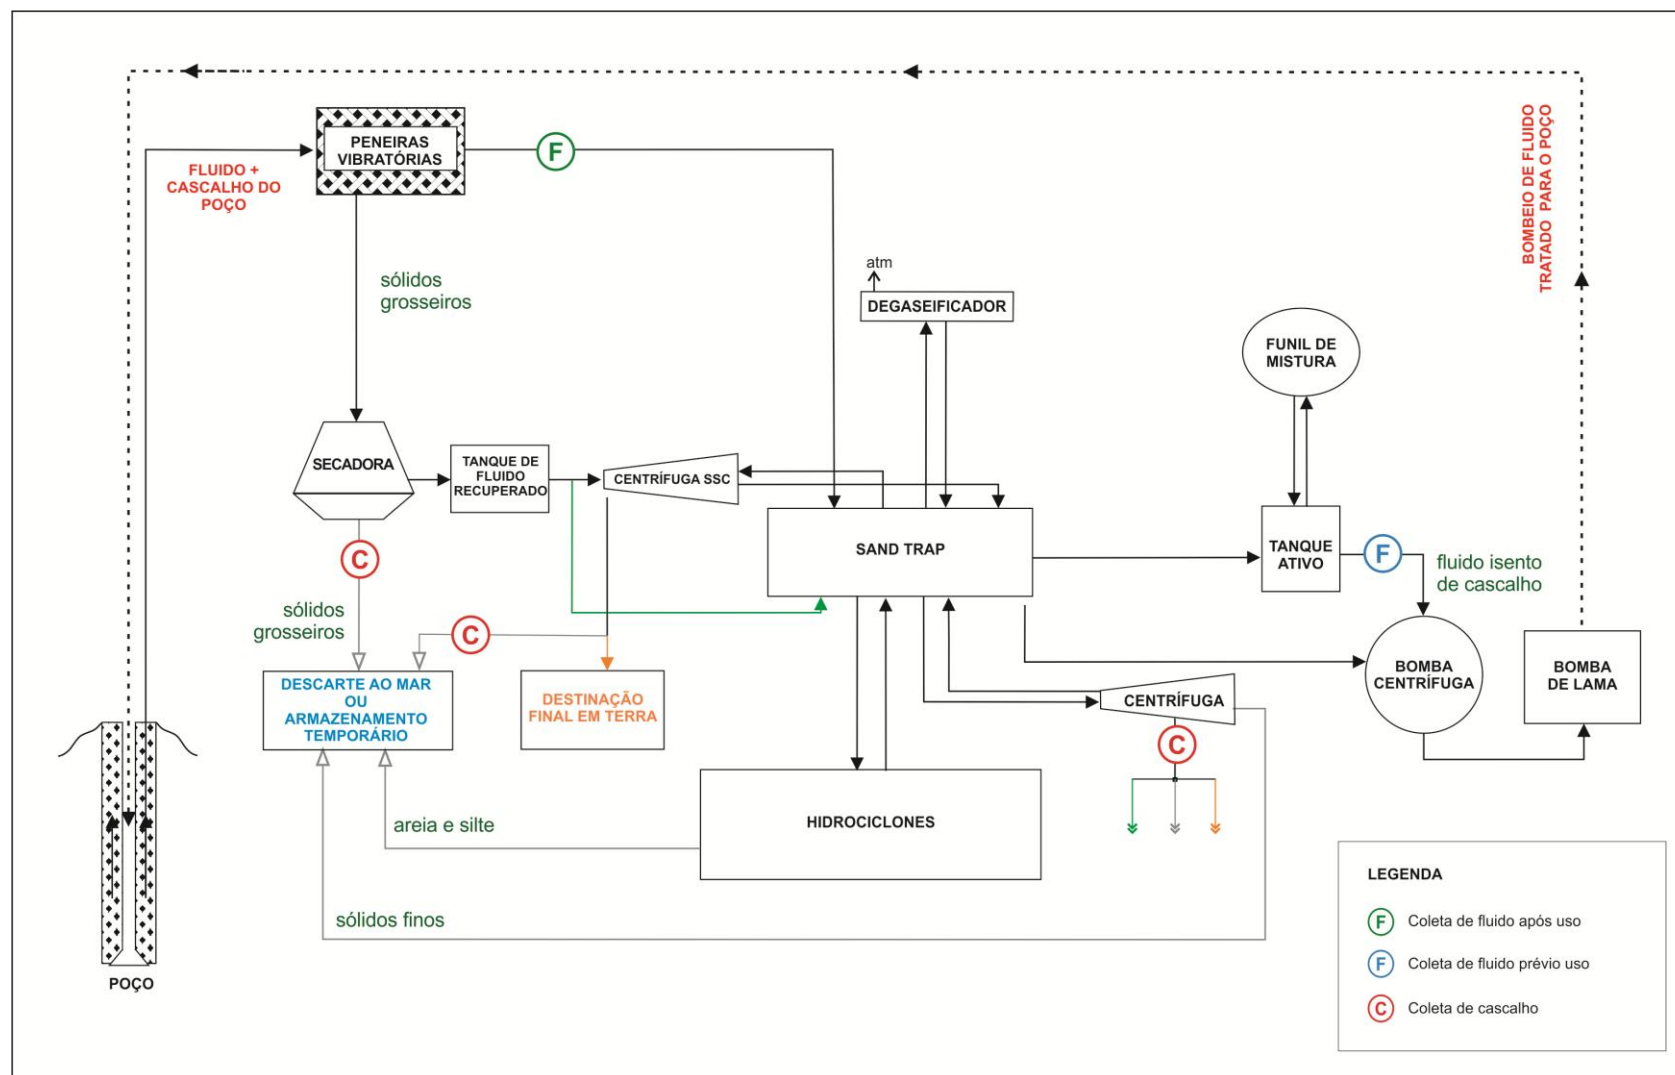 PENEIRAS
VIBRATÓRIAS
F
FLUIDO +
CASCALHO DO
POÇO
BOMBEIO DE FLUIDO
TRATADO PARA O POÇO
sólidos
grosseiros
atm
DEGASEIFICADOR
FUNIL DE
MISTURA
SECADORA
TANQUE DE
FLUIDO
RECUPERADO
CENTRÍFUGA SSC
SAND TRAP
TANQUE
ATIVO
F
fluido isento
de cascalho
C
sólidos
grosseiros
C
DESCARTE AO MAR
OU
ARMAZENAMENTO
TEMPORÁRIO
DESTINAÇÃO
FINAL EM TERRA
BOMBA
CENTRÍFUGA
BOMBA
DE LAMA
CENTRÍFUGA
C
HIDROCICLONES
areia e silte
sólidos finos
POÇO
LEGENDA
F Coleta de fluido após uso
F Coleta de fluido prévio uso
C Coleta de cascalho